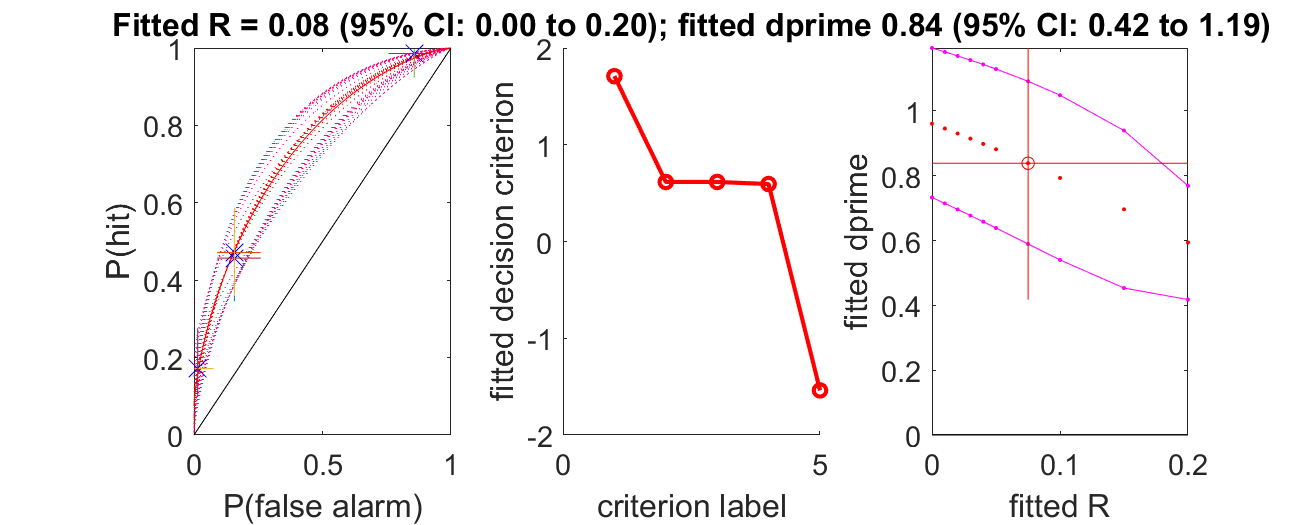 Fitted R = 0.08 (95% CI: 0.00 to 0.20); fitted dprime 0.84 (95% CI: 0.42 to 1.19)
1
0.8
0.6
0.4
0.2
0
P(hit)
0 0.5 1
P(false alarm)
2
1
0
-1
-2
fitted decision criterion
0 5
criterion label
1
0.8
0.6
0.4
0.2
0
fitted dprime
0 0.1 0.2
fitted R